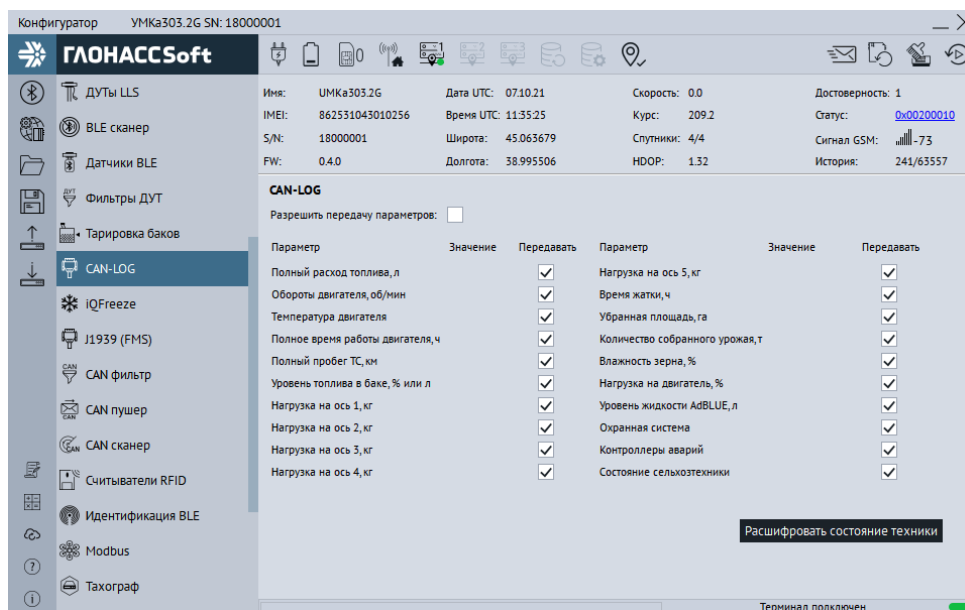 Конфигуратор УМКа303.2G SN: 18000001
ГЛОНАССSoft
0
Имя: UMKa303.2G Дата UTC: 07.10.21 Скорость: 0.0 Достоверность: 1
IMEI: 862531043010256 Время UTC: 11:35:25 Курс: 209.2 Статус: 0x00200010
S/N: 18000001 Широта: 45.063679 Спутники: 4/4 Сигнал GSM: -73
FW: 0.4.0 Долгота: 38.995506 HDOP: 1.32 История: 241/63557
ДУТы LLS
BLE сканер
Датчики BLE
ДУТ Фильтры ДУТ
Тарировка баков
CAN-LOG
iQFreeze
J1939 (FMS)
CAN CAN фильтр
CAN CAN пушер
CAN CAN сканер
Считыватели RFID
Идентификация BLE
Modbus
Тахограф
CAN-LOG
Разрешить передачу параметров:
Параметр Значение Передавать Параметр Значение Передавать
Полный расход топлива, л Нагрузка на ось 5, кг
Обороты двигателя, об/мин Время жатки, ч
Температура двигателя Убранная площадь, га
Полное время работы двигателя, ч Количество собранного урожая, т
Полный пробег ТС, км Влажность зерна, %
Уровень топлива в баке, % или л Нагрузка на двигатель, %
Нагрузка на ось 1, кг Уровень жидкости AdBLUE, л
Нагрузка на ось 2, кг Охранная система
Нагрузка на ось 3, кг Контроллеры аварий
Нагрузка на ось 4, кг Состояние сельхозтехники
Расшифровать состояние техники
Терминал подключен